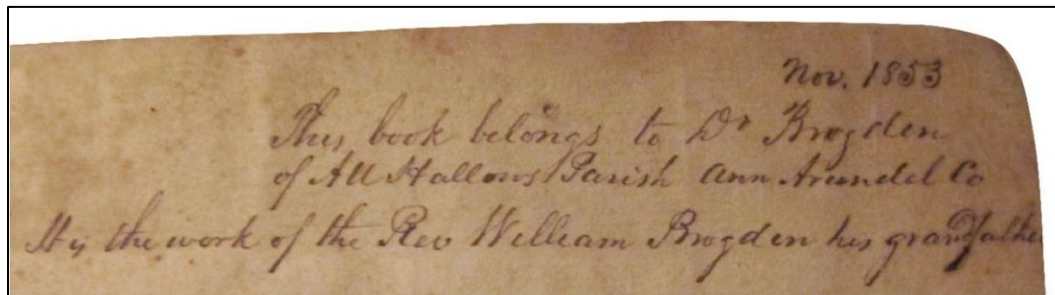 Nov. 1853
This book belongs to Dr Brogden
of All Hallows Parish Ann Arundel Co
It is the work of the Rev William Brogden his grandfather